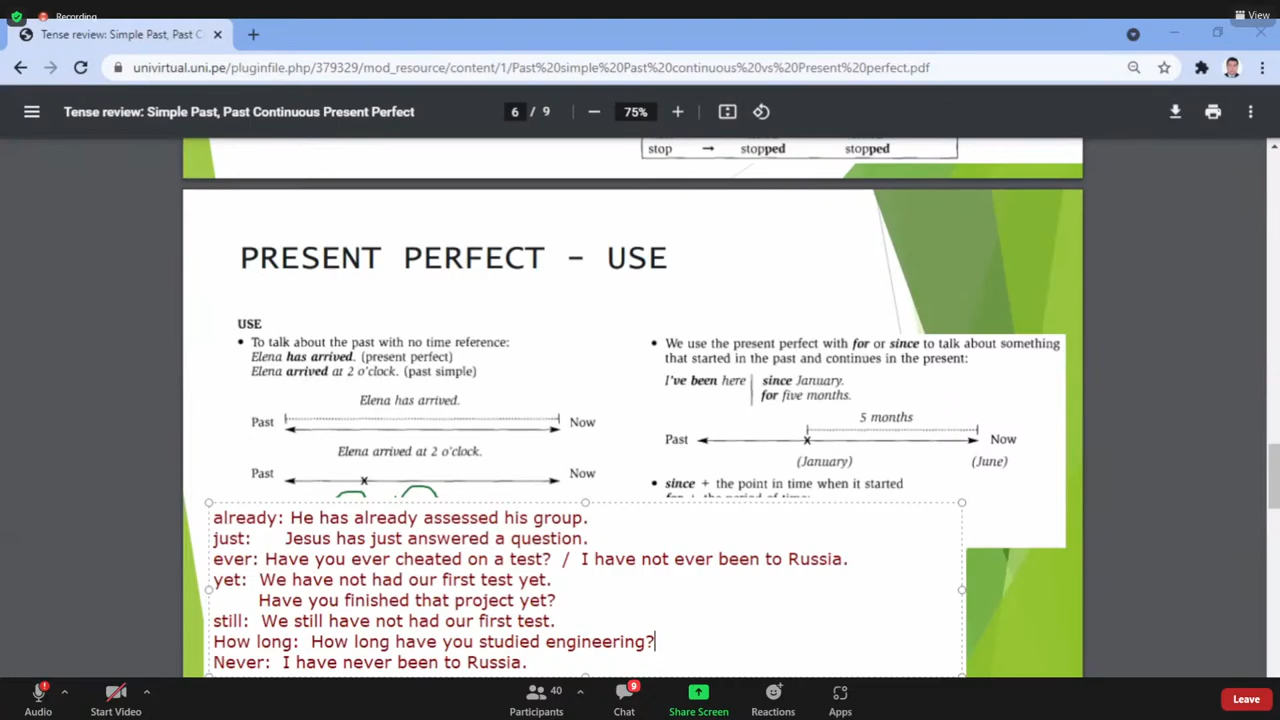 Recording
View
Tense review: Simple Past, Past C
univirtual.uni.pe/pluginfile.php/379329/mod_resource/content/1/Past%20simple%20Past%20continuous%20vs%20Present%20perfect.pdf
Tense review: Simple Past, Past Continuous Present Perfect
6 / 9
75%
stop → stopped stopped
PRESENT PERFECT – USE
USE
• To talk about the past with no time reference:
Elena has arrived. (present perfect)
Elena arrived at 2 o'clock. (past simple)
Elena has arrived.
Past Now
Elena arrived at 2 o'clock.
Past x Now
• We use the present perfect with for or since to talk about something
that started in the past and continues in the present:
I've been here since January.
for five months.
5 months
Past x Now
(January) (June)
• since + the point in time when it started
for + the period of time:
already: He has already assessed his group.
just: Jesus has just answered a question.
ever: Have you ever cheated on a test? / I have not ever been to Russia.
yet: We have not had our first test yet.
Have you finished that project yet?
still: We still have not had our first test.
How long: How long have you studied engineering?
Never: I have never been to Russia.
Audio
Start Video
40
Participants
9
Chat
Share Screen
Reactions
Apps
Leave